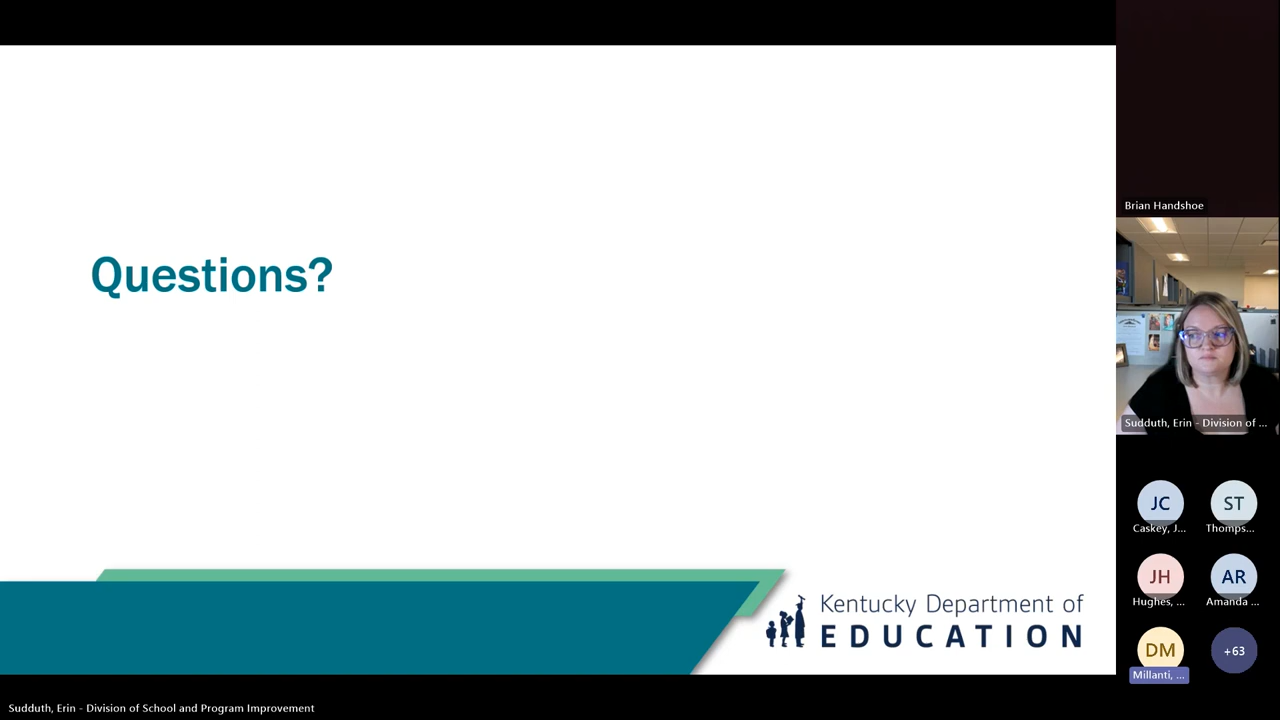 Questions?
Kentucky Department of
EDUCATION
Sudduth, Erin - Division of School and Program Improvement
Brian Handshoe
Sudduth, Erin - Division of ...
JC
Caskey, J...
ST
Thomps...
JH
Hughes, ...
AR
Amanda ...
DM
Millanti, ...
+63